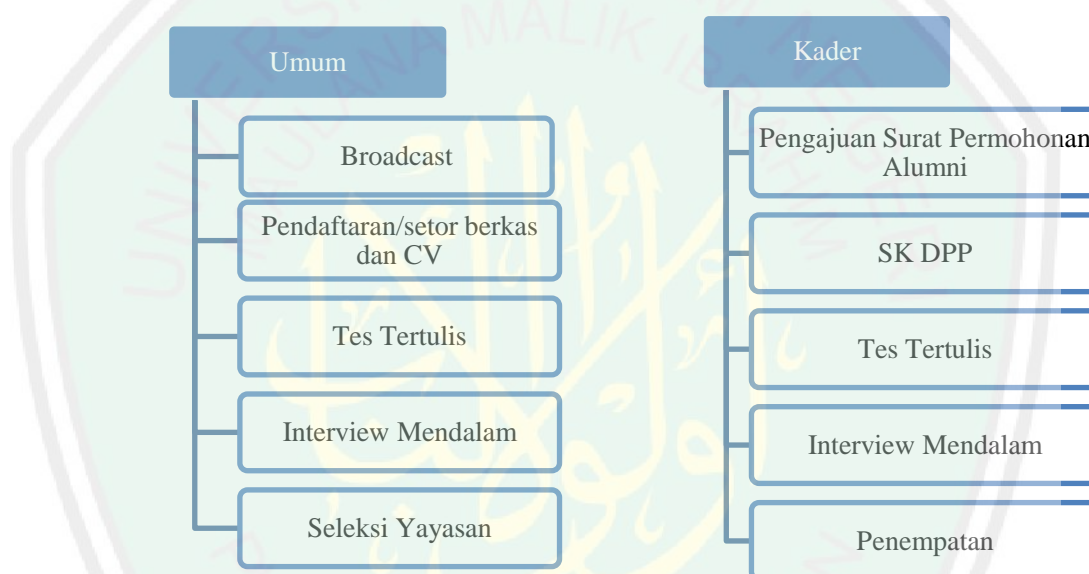 Umum
Broadcast
Pendaftaran/setor berkas
dan CV
Tes Tertulis
Interview Mendalam
Seleksi Yayasan
Kader
Pengajuan Surat Permohonan
Alumni
SK DPP
Tes Tertulis
Interview Mendalam
Penempatan